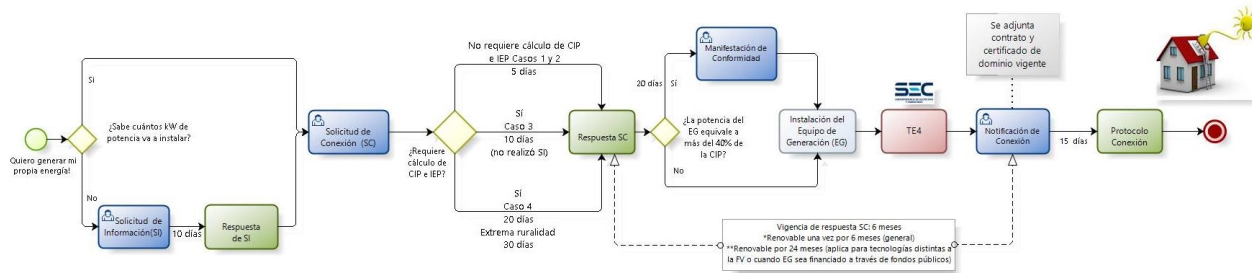 Quiero generar mi
propia energía!
Sí
¿Sabe cuántos kW de
potencia va a instalar?
No
Solicitud de
Información(SI)
10 días
Respuesta
de SI
Solicitud de
Conexión (SC)
¿Requiere
cálculo de
CIP e IEP?
No requiere cálculo de CIP
e IEP Casos 1 y 2
5 días
Sí
Caso 3
10 días
(no realizó SI)
Sí
Caso 4
20 días
Extrema ruralidad
30 días
Respuesta SC
20 días
Sí
¿La potencia del
EG equivale a
más del 40% de
la CIP?
No
Manifestación de
Conformidad
Instalación del
Equipo de
Generación (EG)
SEC
TE4
Se adjunta
contrato y
certificado de
dominio vigente
Notificación de
Conexión
15 días
Protocolo
Conexión
Vigencia de respuesta SC: 6 meses
*Renovable una vez por 6 meses (general)
**Renovable por 24 meses (aplica para tecnologías distintas a
la FV o cuando EG sea financiado a través de fondos públicos)